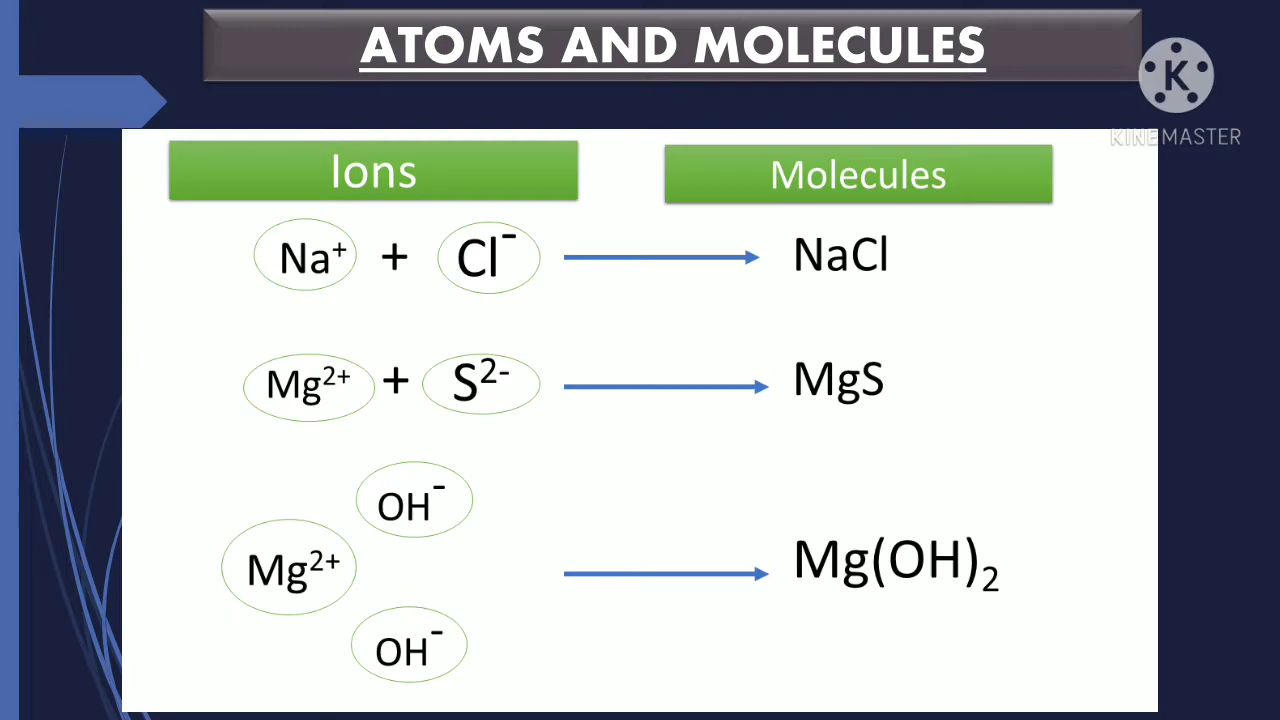 ATOMS AND MOLECULES
K
KINEMASTER
Ions
Molecules
Na⁺ + Cl⁻ NaCl
Mg²⁺ + S²⁻ MgS
OH⁻
Mg²⁺ Mg(OH)₂
OH⁻